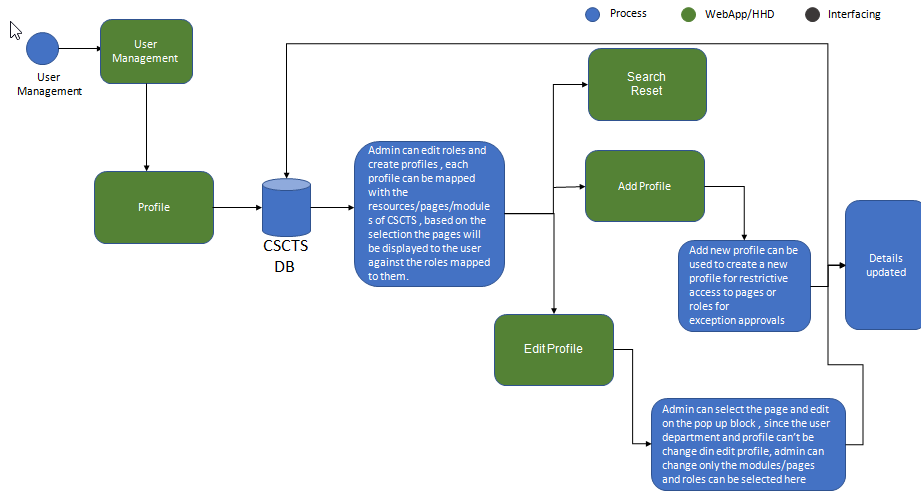 Process
WebApp/HHD
Interfacing
User
Management
User
Management
Search
Reset
Profile
CSCTS
DB
Admin can edit roles and
create profiles , each
profile can be mapped
with the
resources/pages/module
s of CSCTS , based on the
selection the pages will
be displayed to the user
against the roles mapped
to them.
Add Profile
Add new profile can be
used to create a new
profile for restrictive
access to pages or
roles for
exception approvals
Details
updated
Edit Profile
Admin can select the page and edit
on the pop up block , since the user
department and profile can't be
change din edit profile, admin can
change only the modules/pages
and roles can be selected here